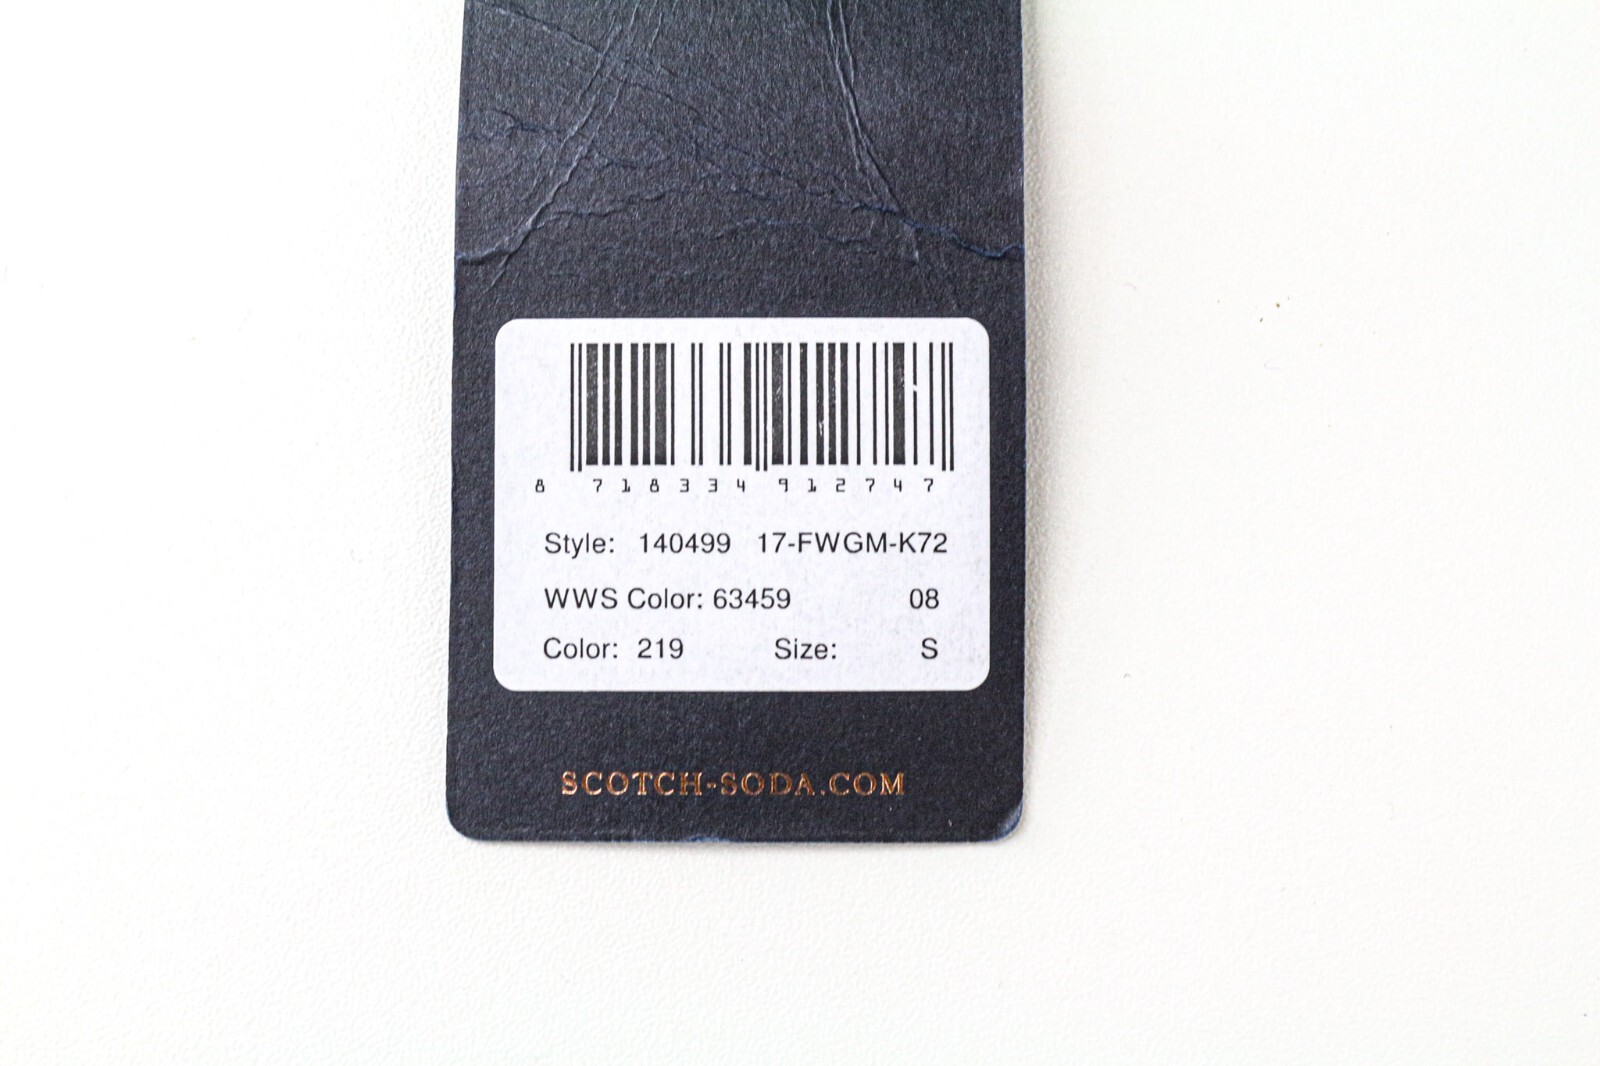 8 718334 912747
Style: 140499 17-FWGM-K72
WWS Color: 63459 08
Color: 219 Size: S
SCOTCH-SODA.COM